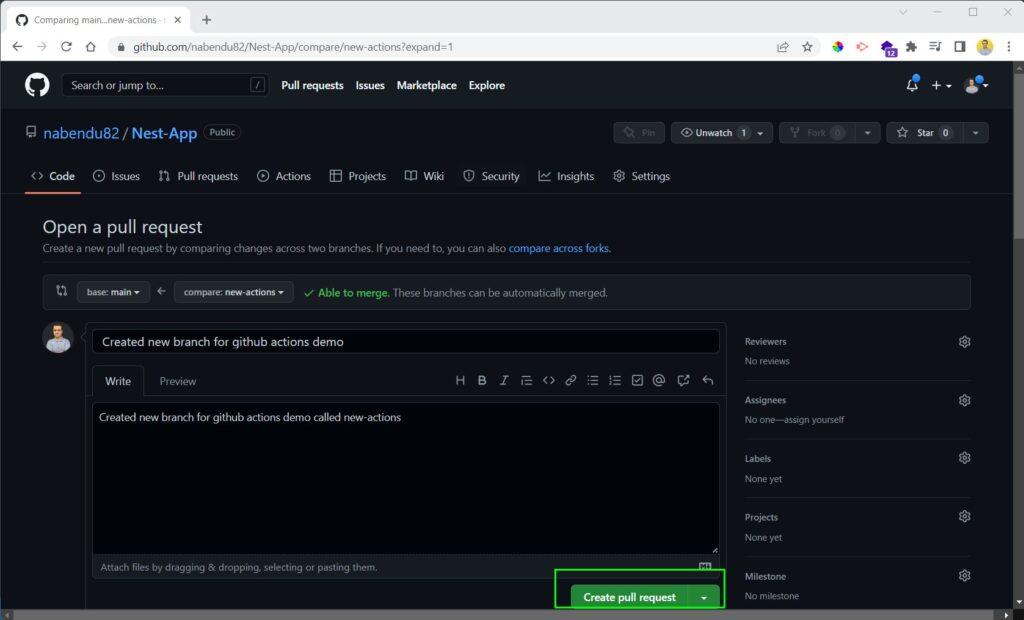 Comparing main...new-actions · 
github.com/nabendu82/Nest-App/compare/new-actions?expand=1
12
Search or jump to... /
Pull requests Issues Marketplace Explore
nabendu82 / Nest-App Public
Pin Unwatch 1 Fork 0 Star 0
Code Issues Pull requests Actions Projects Wiki Security Insights Settings
Open a pull request
Create a new pull request by comparing changes across two branches. If you need to, you can also compare across forks.
base: main compare: new-actions Able to merge. These branches can be automatically merged.
Created new branch for github actions demo
Write Preview
Created new branch for github actions demo called new-actions
Attach files by dragging & dropping, selecting or pasting them.
Create pull request
Reviewers
No reviews
Assignees
No one—assign yourself
Labels
None yet
Projects
None yet
Milestone
No milestone